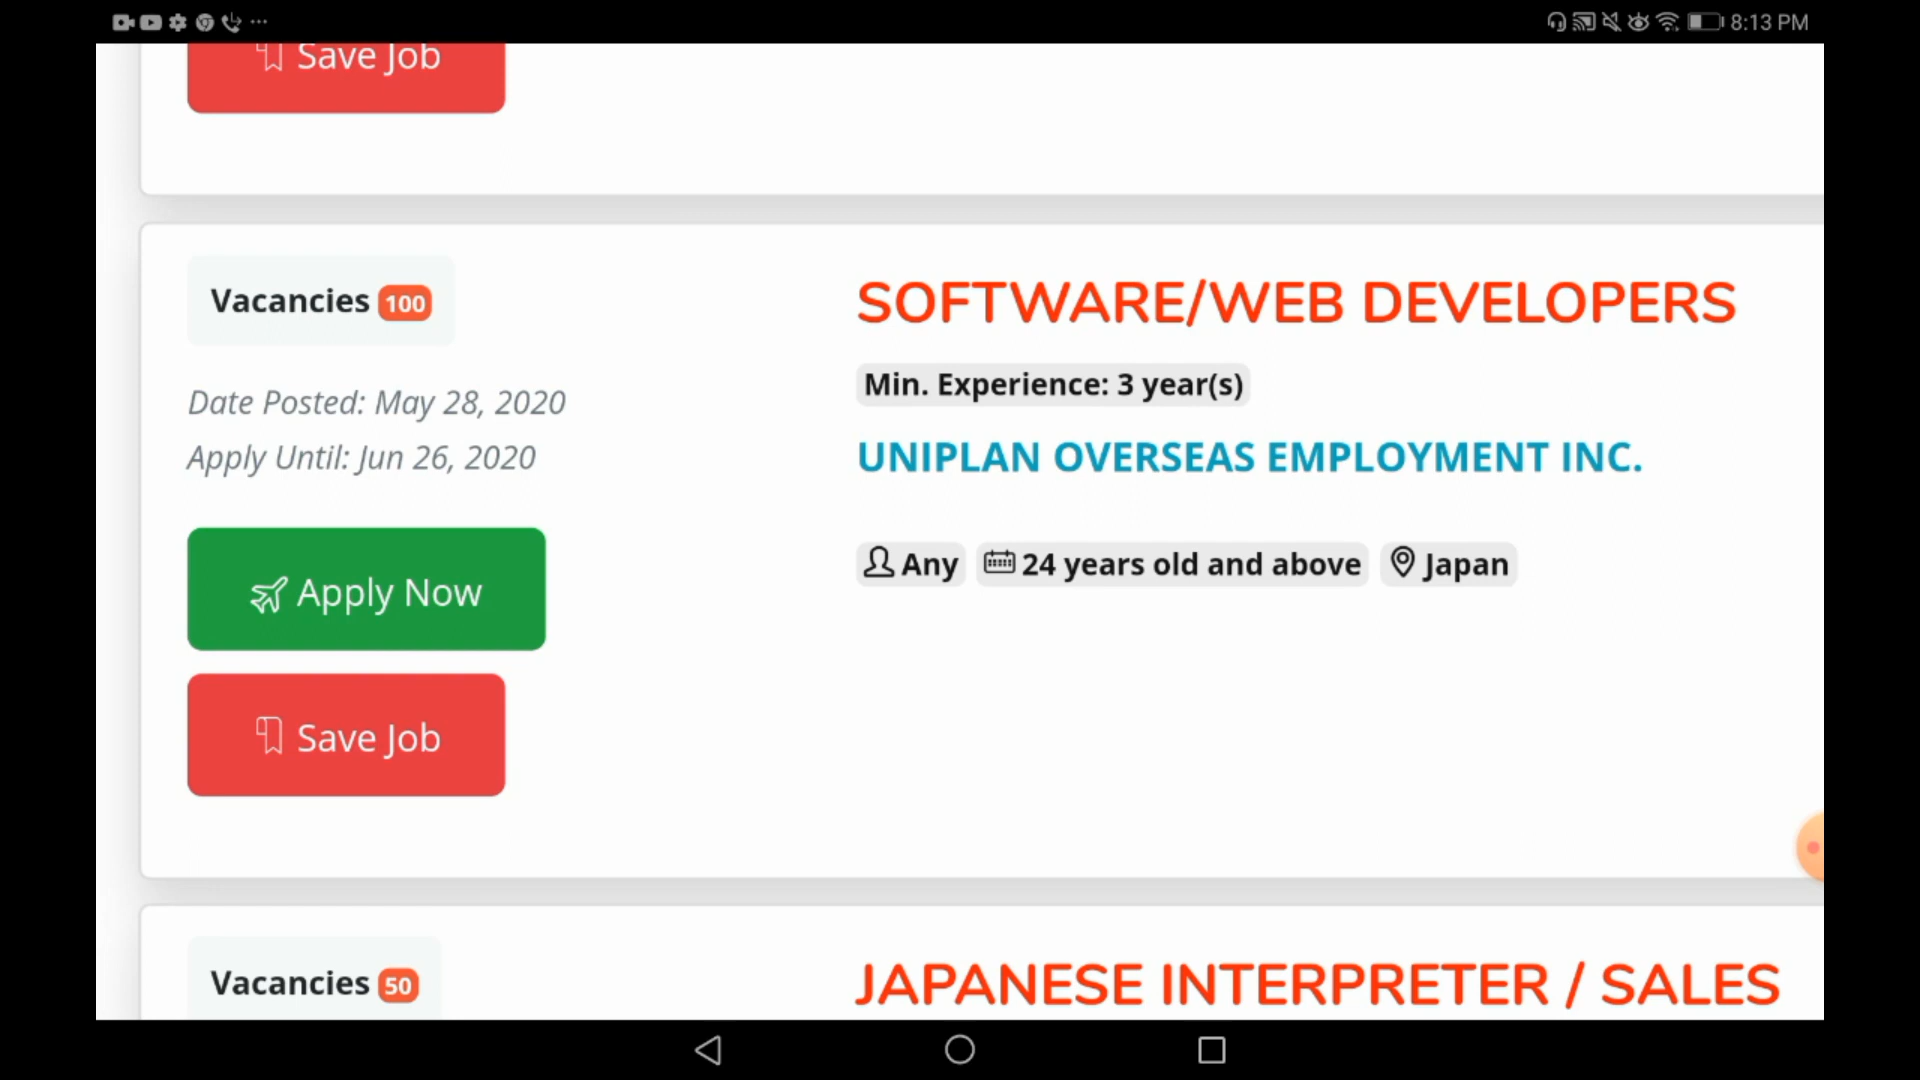 8:13 PM
Save Job
Vacancies 100
SOFTWARE/WEB DEVELOPERS
Date Posted: May 28, 2020
Min. Experience: 3 year(s)
Apply Until: Jun 26, 2020
UNIPLAN OVERSEAS EMPLOYMENT INC.
Apply Now
Any 24 years old and above Japan
Save Job
Vacancies 50
JAPANESE INTERPRETER / SALES